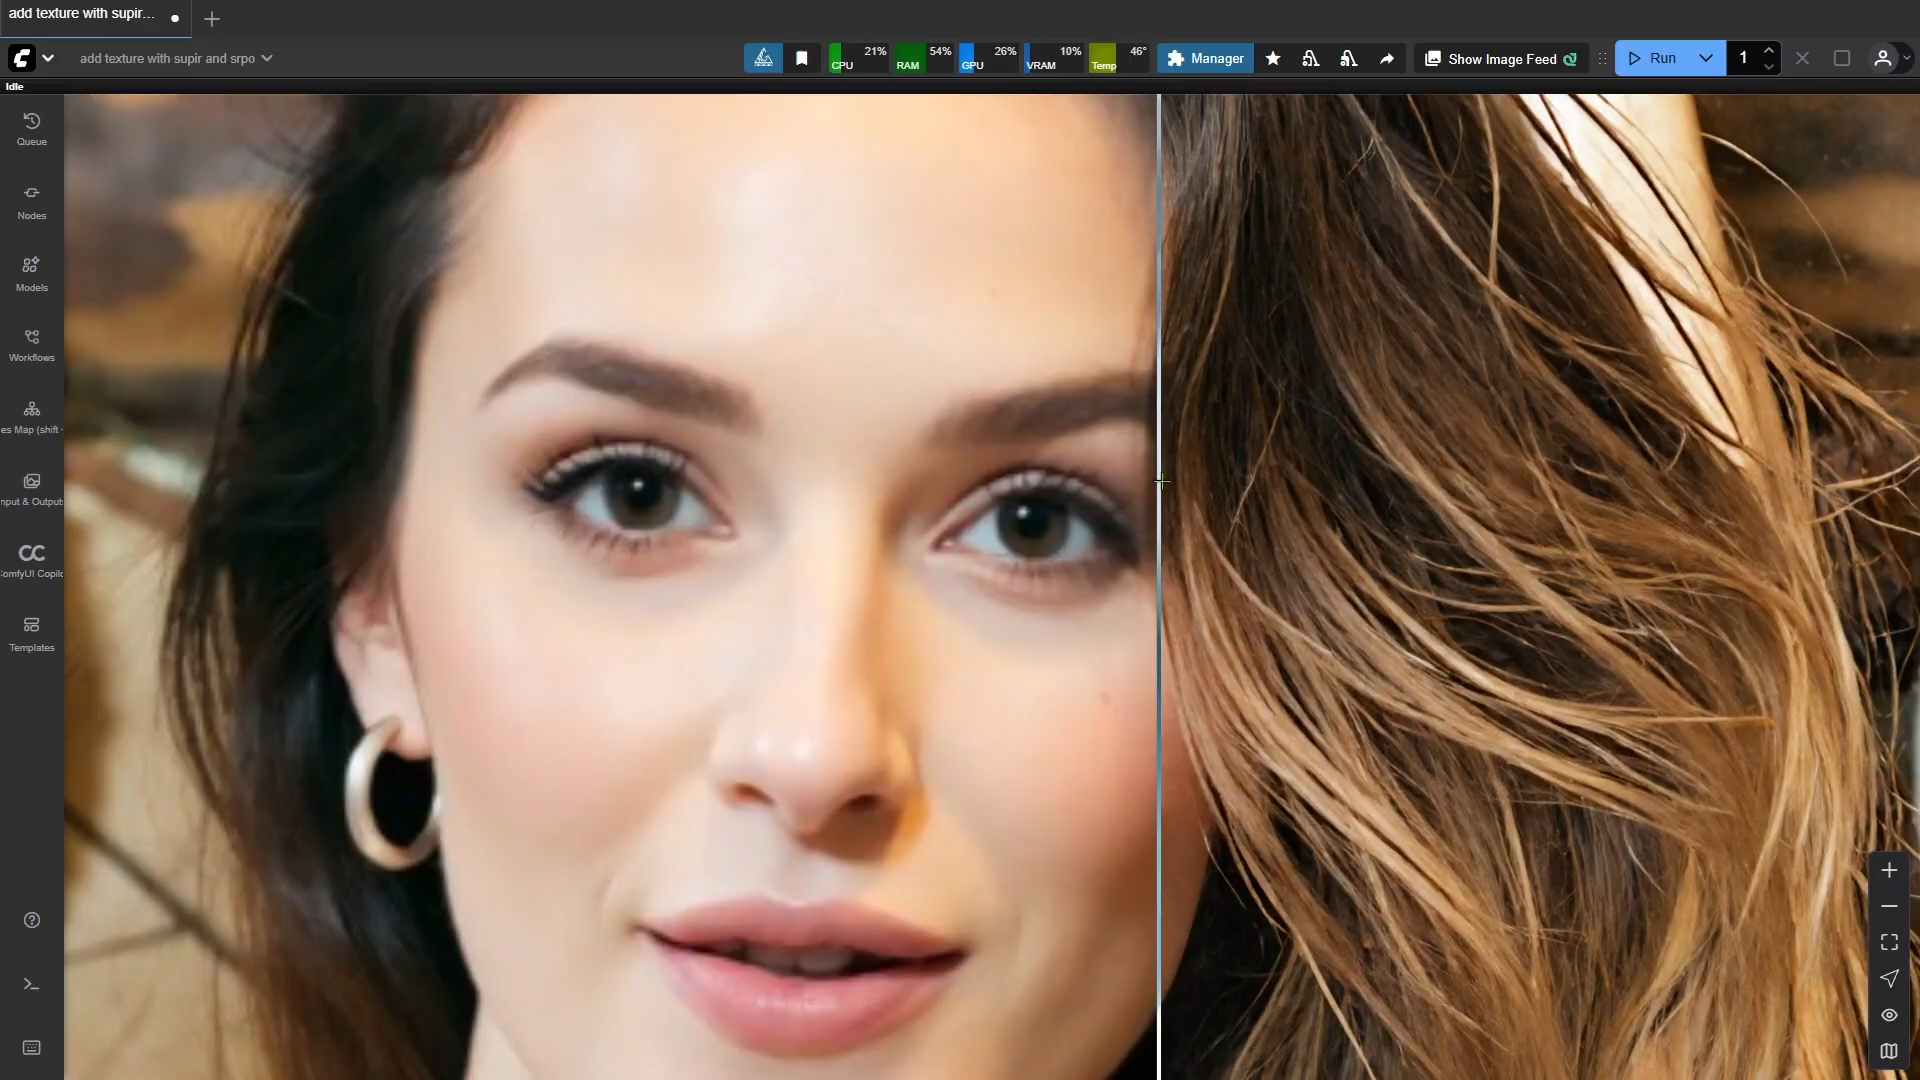 add texture with supir...
add texture with supir and srpo
21%
CPU
54%
RAM
26%
GPU
10%
VRAM
46°
Temp
Manager
Show Image Feed
Run
1
Idle
Queue
Nodes
Models
Workflows
es Map (shift
nput & Output
CC
omfyUI Copil
Templates